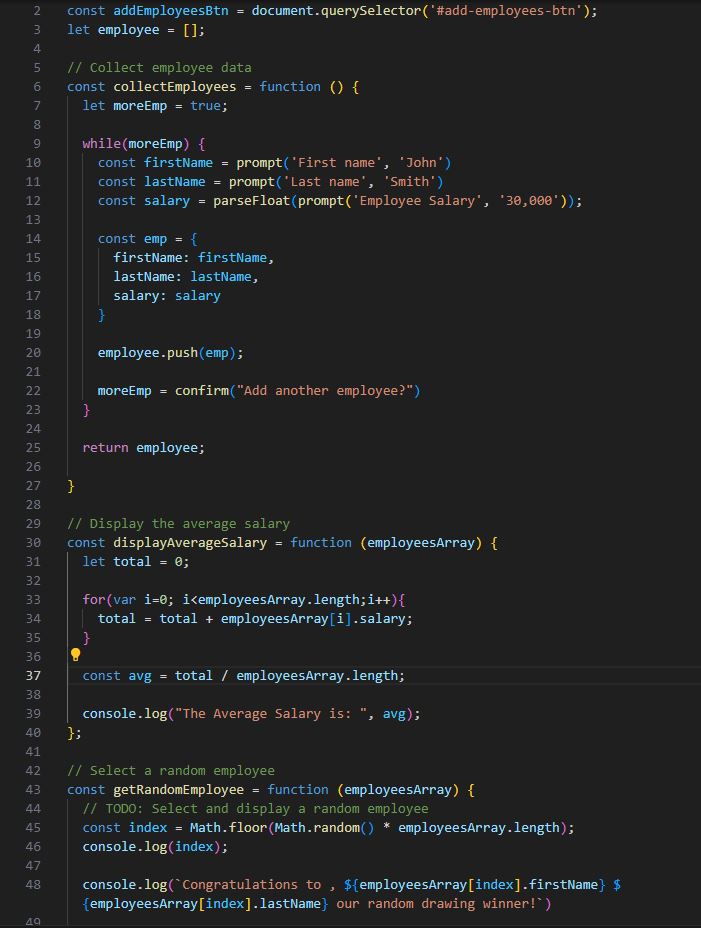 2 const addEmployeesBtn = document.querySelector('#add-employees-btn');
3 let employee = [];
4
5 // Collect employee data
6 const collectEmployees = function () {
7   let moreEmp = true;
8
9   while(moreEmp) {
10     const firstName = prompt('First name', 'John')
11     const lastName = prompt('Last name', 'Smith')
12     const salary = parseFloat(prompt('Employee Salary', '30,000'));
13
14     const emp = {
15       firstName: firstName,
16       lastName: lastName,
17       salary: salary
18     }
19
20     employee.push(emp);
21
22     moreEmp = confirm("Add another employee?")
23   }
24
25   return employee;
26
27 }
28
29 // Display the average salary
30 const displayAverageSalary = function (employeesArray) {
31   let total = 0;
32
33   for(var i=0; i<employeesArray.length;i++){
34     total = total + employeesArray[i].salary;
35   }
36
37   const avg = total / employeesArray.length;
38
39   console.log("The Average Salary is: ", avg);
40 };
41
42 // Select a random employee
43 const getRandomEmployee = function (employeesArray) {
44   // TODO: Select and display a random employee
45   const index = Math.floor(Math.random() * employeesArray.length);
46   console.log(index);
47
48   console.log(`Congratulations to , ${employeesArray[index].firstName} $
{employeesArray[index].lastName} our random drawing winner!`)
49